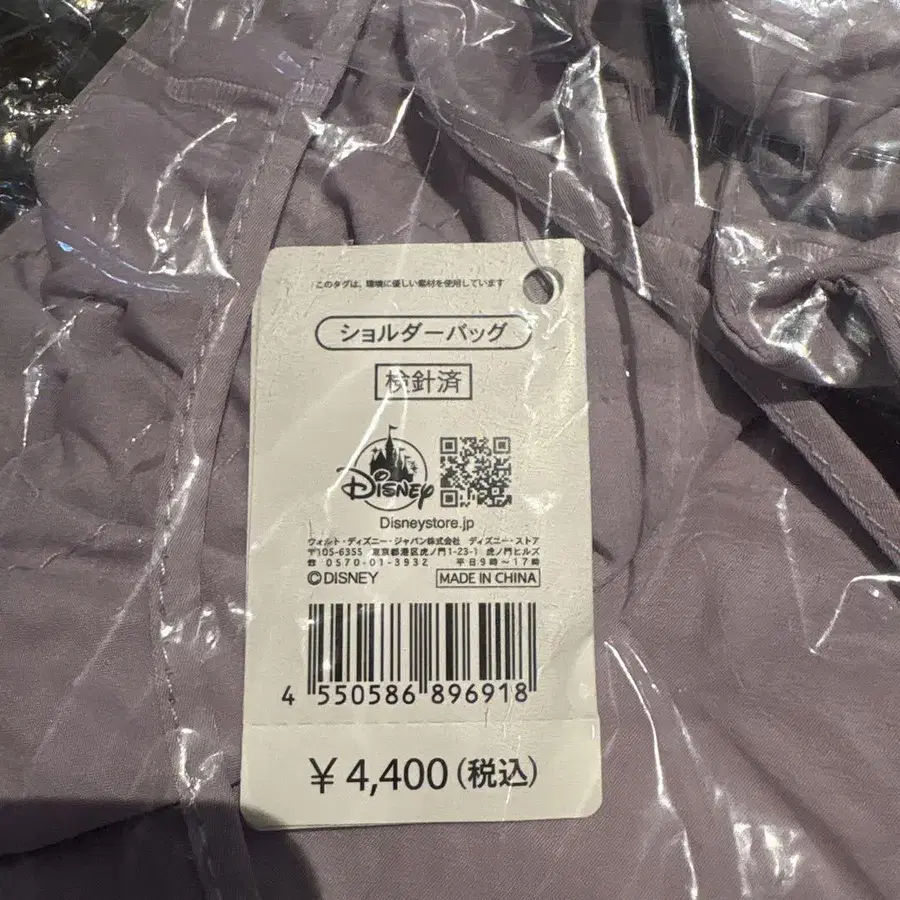 このタグは、環境に優しい素材を使用しています
ショルダーバッグ
検針済
Disney
Disneystore.jp
ウォルト・ディズニー・ジャパン株式会社 ディズニー・ストア
〒105-6355 東京都港区虎ノ門1-23-1 虎ノ門ヒルズ
☎ 0570-01-3932 平日9時～17時
©DISNEY MADE IN CHINA
4 550586 896918
¥4,400(税込)